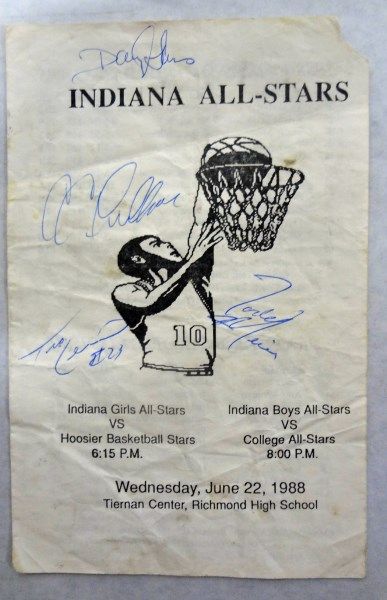 INDIANA ALL-STARS
10
#23
Indiana Girls All-Stars
VS
Hoosier Basketball Stars
6:15 P.M.
Indiana Boys All-Stars
VS
College All-Stars
8:00 P.M.
Wednesday, June 22, 1988
Tiernan Center, Richmond High School